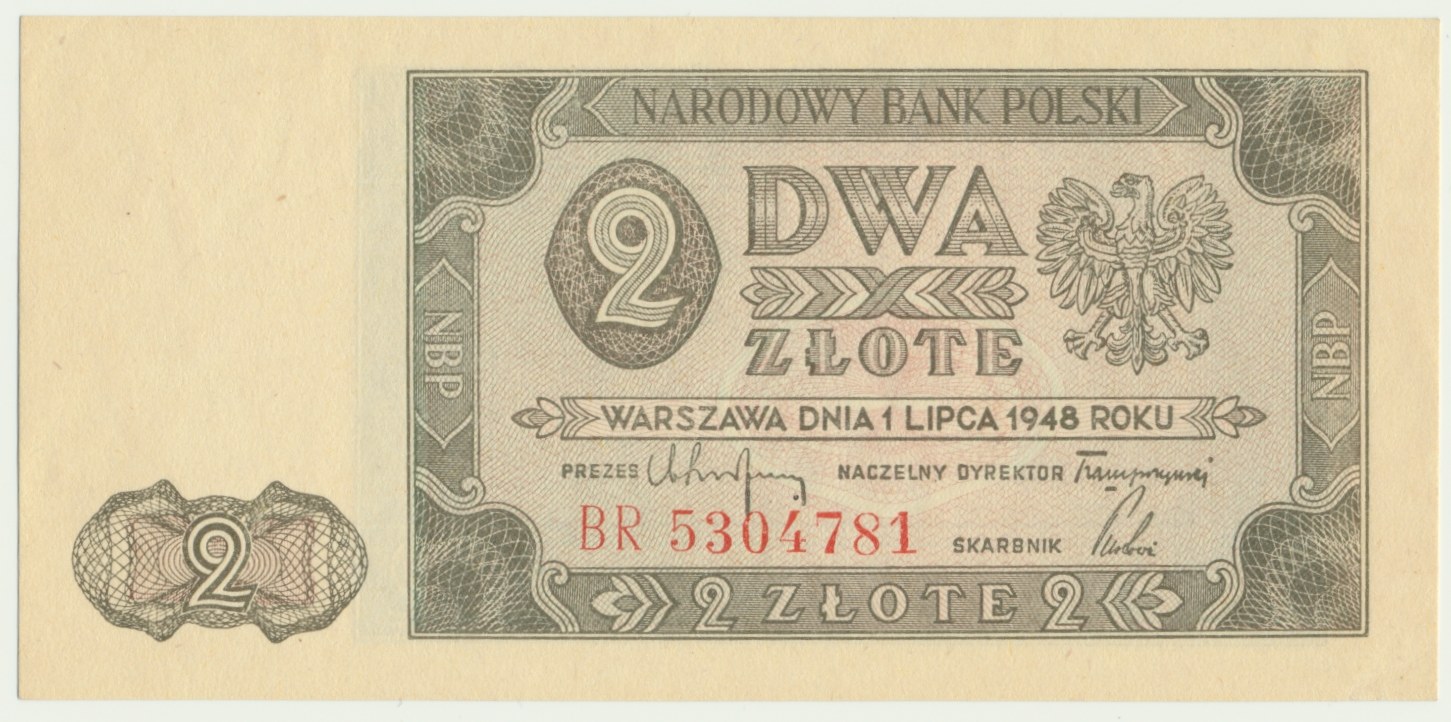 NARODOWY BANK POLSKI
2
DWA
ZŁOTE
NBP
NBP
WARSZAWA DNIA 1 LIPCA 1948 ROKU
PREZES NACZELNY DYREKTOR
BR 5304781 SKARBNIK
2
2 ZŁOTE 2